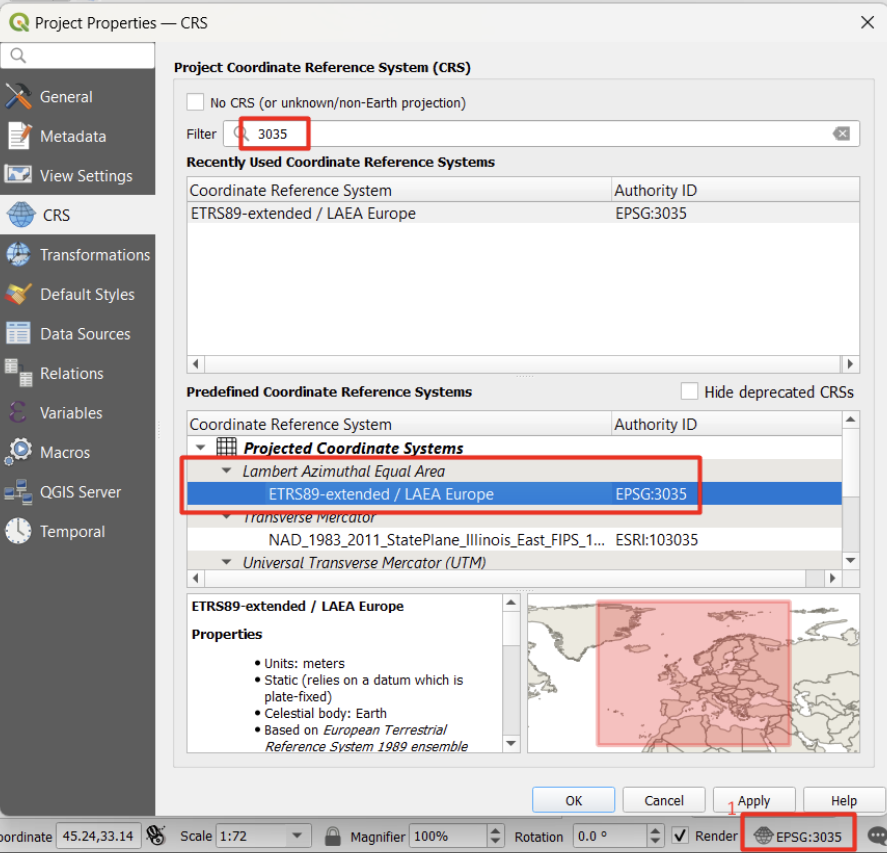 Project Properties — CRS
General
Metadata
View Settings
CRS
Transformations
Default Styles
Data Sources
Relations
Variables
Macros
QGIS Server
Temporal
Project Coordinate Reference System (CRS)
No CRS (or unknown/non-Earth projection)
Filter 3035
Recently Used Coordinate Reference Systems
Coordinate Reference System Authority ID
ETRS89-extended / LAEA Europe EPSG:3035
Predefined Coordinate Reference Systems Hide deprecated CRSs
Coordinate Reference System Authority ID
Projected Coordinate Systems
Lambert Azimuthal Equal Area
ETRS89-extended / LAEA Europe EPSG:3035
Transverse Mercator
NAD_1983_2011_StatePlane_Illinois_East_FIPS_1... ESRI:103035
Universal Transverse Mercator (UTM)
ETRS89-extended / LAEA Europe
Properties
• Units: meters
• Static (relies on a datum which is
plate-fixed)
• Celestial body: Earth
• Based on European Terrestrial
Reference System 1989 ensemble
OK Cancel 1 Apply Help
oordinate 45.24,33.14 Scale 1:72 Magnifier 100% Rotation 0.0 ° Render EPSG:3035